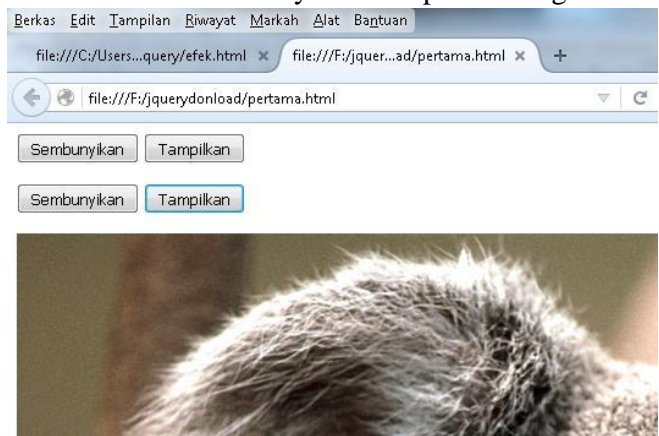 Berkas Edit Tampilan Riwayat Markah Alat Bantuan
file:///C:/Users...query/efek.html × file:///F:/jquer...ad/pertama.html × +
file:///F:/jquerydonload/pertama.html
Sembunyikan Tampilkan
Sembunyikan Tampilkan